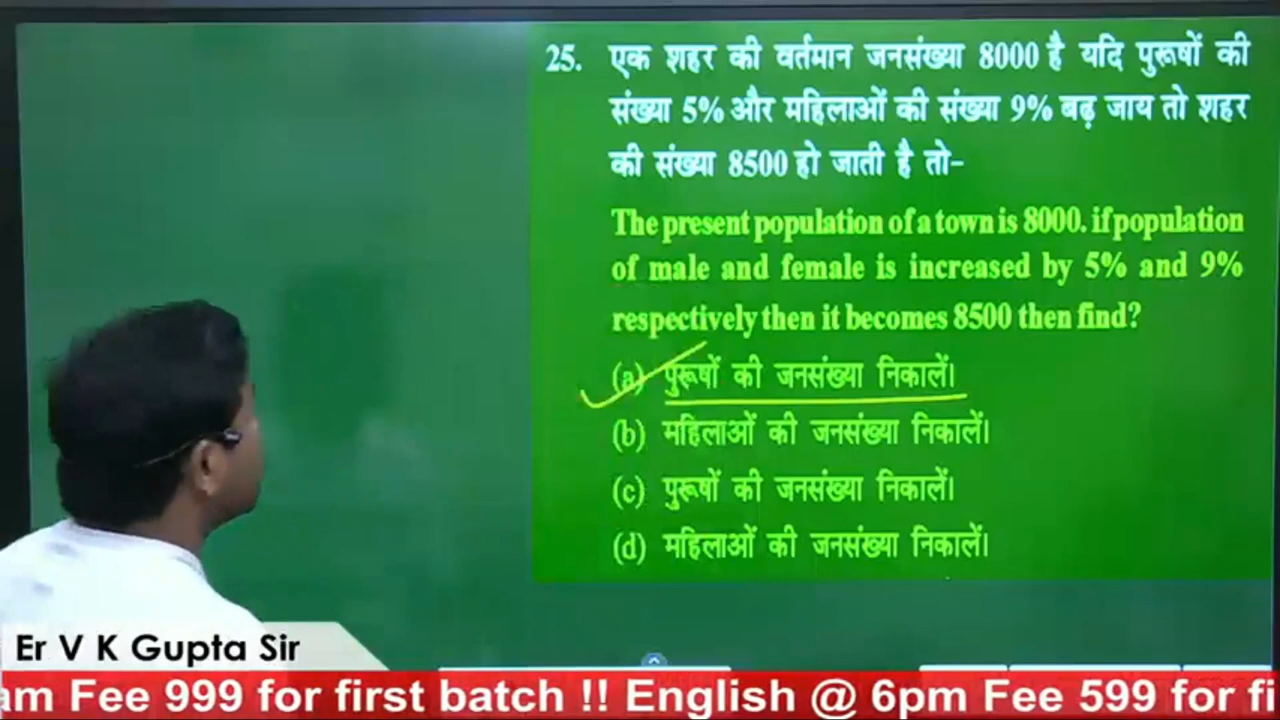 25. एक शहर की वर्तमान जनसंख्या 8000 है यदि पुरूषों की
संख्या 5% और महिलाओं की संख्या 9% बढ़ जाय तो शहर
की संख्या 8500 हो जाती है तो-
The present population of a town is 8000. if population
of male and female is increased by 5% and 9%
respectively then it becomes 8500 then find?
(a) पुरूषों की जनसंख्या निकालें।
(b) महिलाओं की जनसंख्या निकालें।
(c) पुरूषों की जनसंख्या निकालें।
(d) महिलाओं की जनसंख्या निकालें।
Er V K Gupta Sir
am Fee 999 for first batch !! English @ 6pm Fee 599 for fi